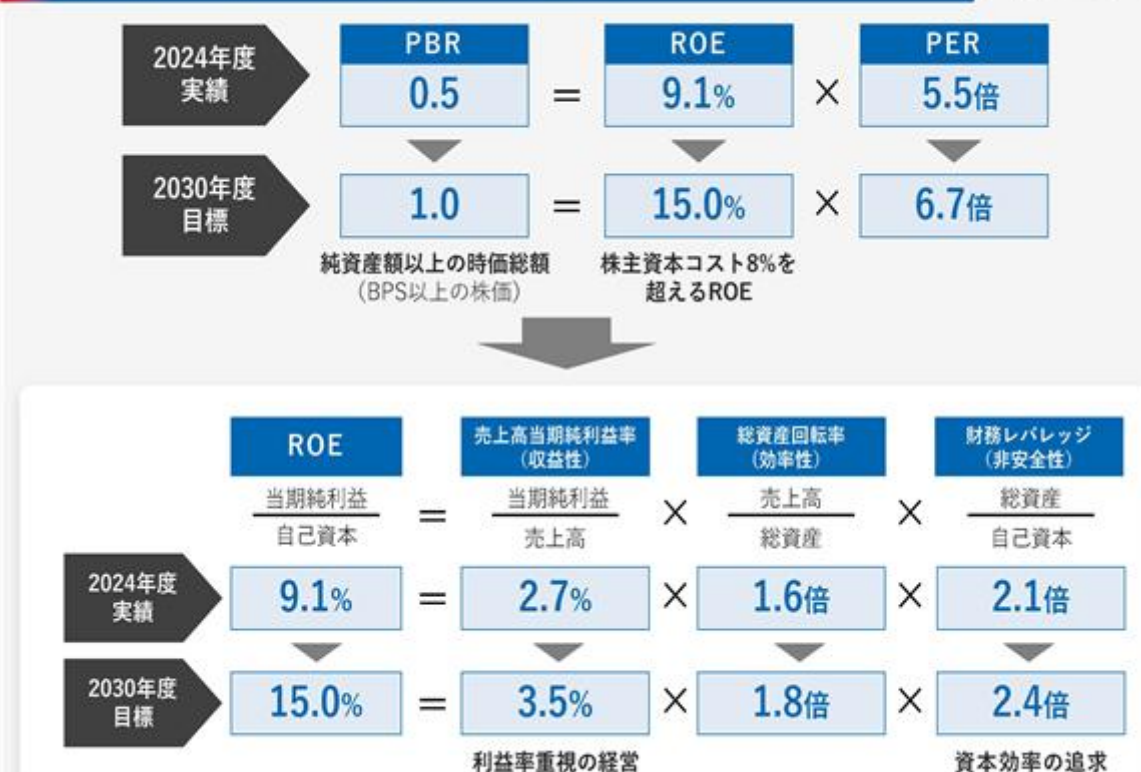 2024年度
実績
PBR
0.5
=
ROE
9.1%
×
PER
5.5倍
2030年度
目標
1.0
=
15.0%
×
6.7倍
純資産額以上の時価総額
（BPS以上の株価）
株主資本コスト8%を
超えるROE
ROE
売上高当期純利益率
（収益性）
総資産回転率
（効率性）
財務レバレッジ
（非安全性）
当期純利益
自己資本
=
当期純利益
売上高
×
売上高
総資産
×
総資産
自己資本
2024年度
実績
9.1%
=
2.7%
×
1.6倍
×
2.1倍
2030年度
目標
15.0%
=
3.5%
×
1.8倍
×
2.4倍
利益率重視の経営
資本効率の追求